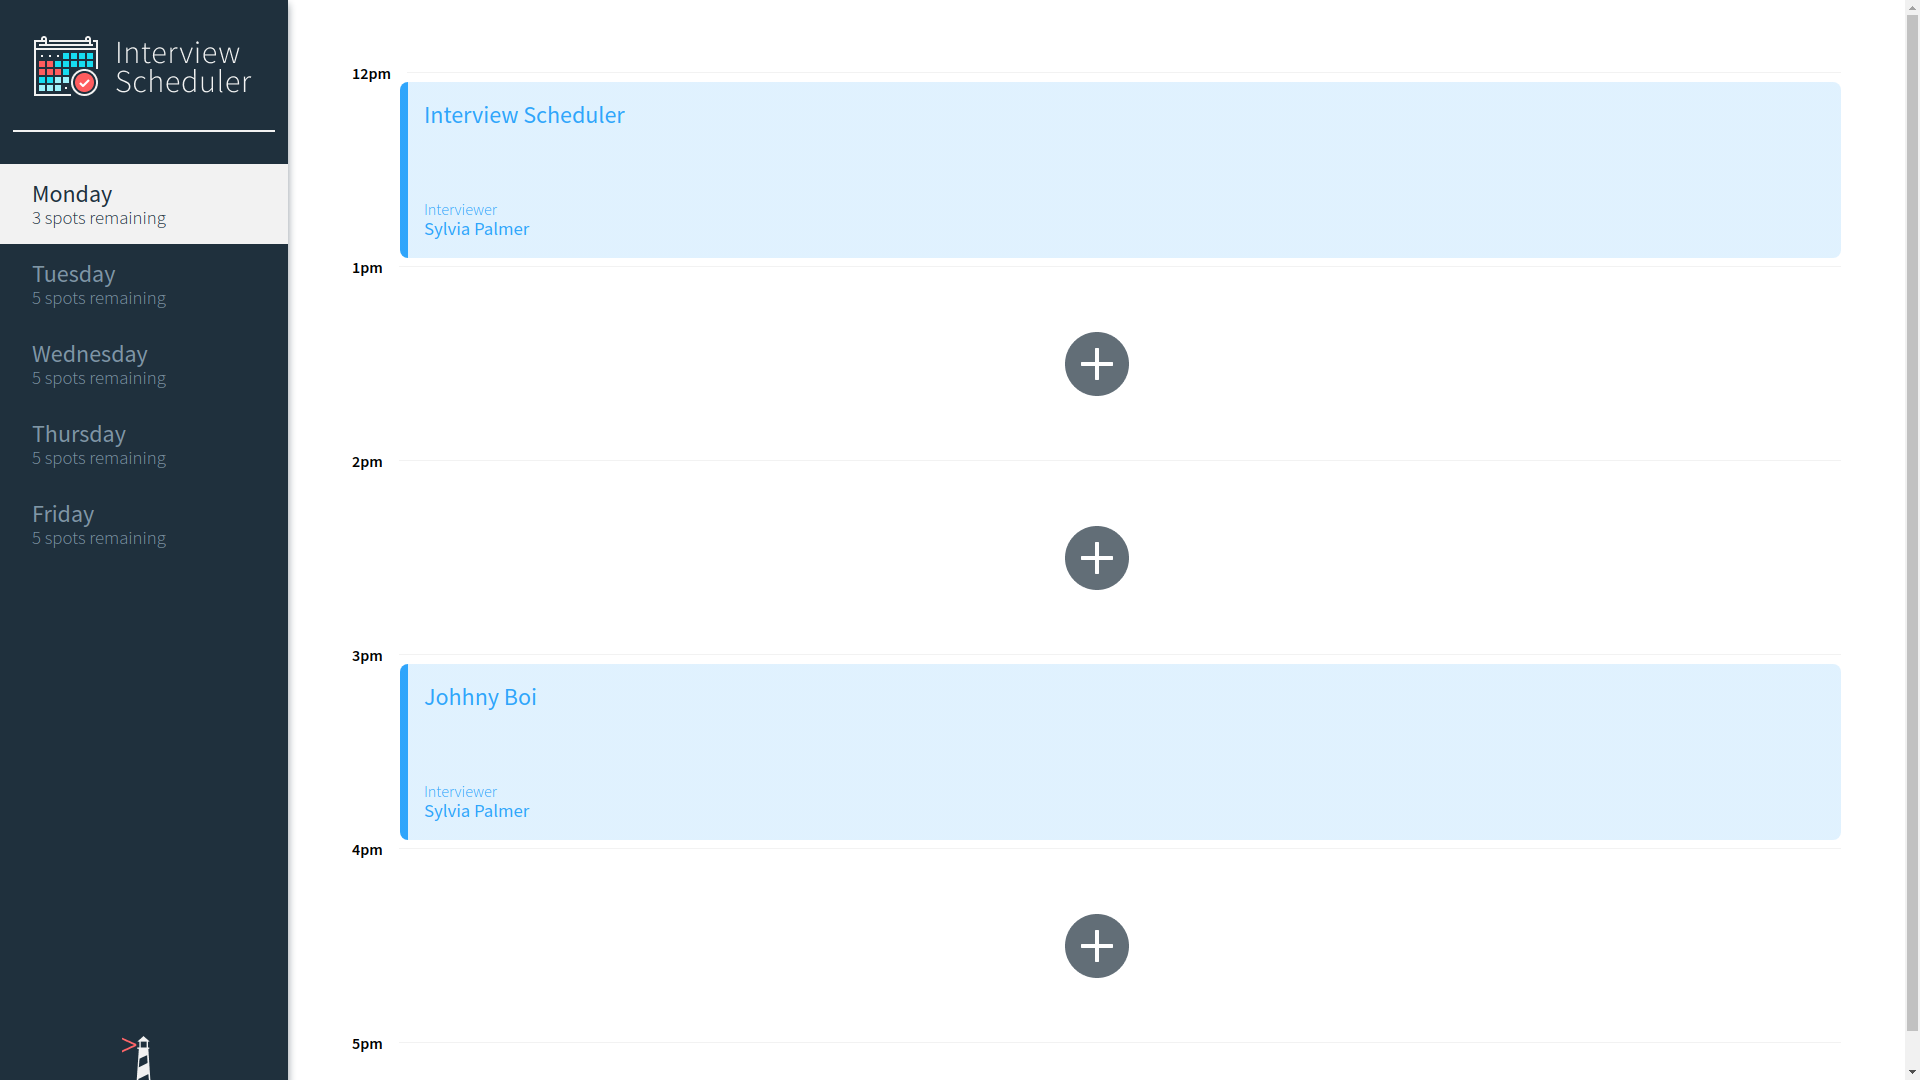 Interview
Scheduler
Monday
3 spots remaining
Tuesday
5 spots remaining
Wednesday
5 spots remaining
Thursday
5 spots remaining
Friday
5 spots remaining
12pm
Interview Scheduler
Interviewer
Sylvia Palmer
1pm
2pm
3pm
Johhny Boi
Interviewer
Sylvia Palmer
4pm
5pm